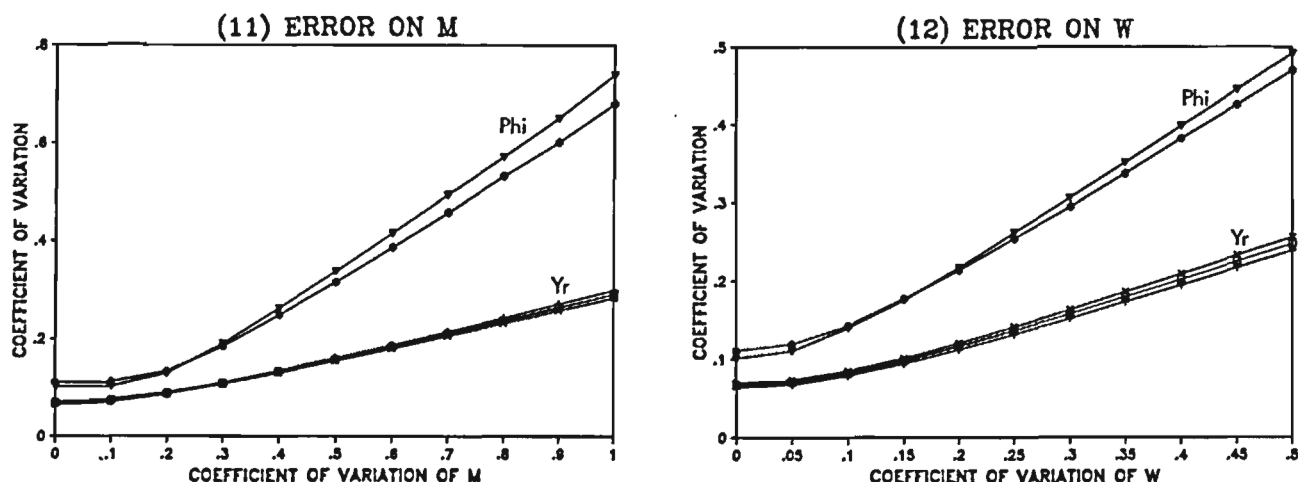 (11) ERROR ON M
COEFFICIENT OF VARIATION
.8
.6
.4
.2
0
Phi
Yr
0 .1 .2 .3 .4 .5 .6 .7 .8 .9 1
COEFFICIENT OF VARIATION OF M
(12) ERROR ON W
COEFFICIENT OF VARIATION
.5
.4
.3
.2
.1
0
Phi
Yr
0 .05 .1 .15 .2 .25 .3 .35 .4 .45 .5
COEFFICIENT OF VARIATION OF W